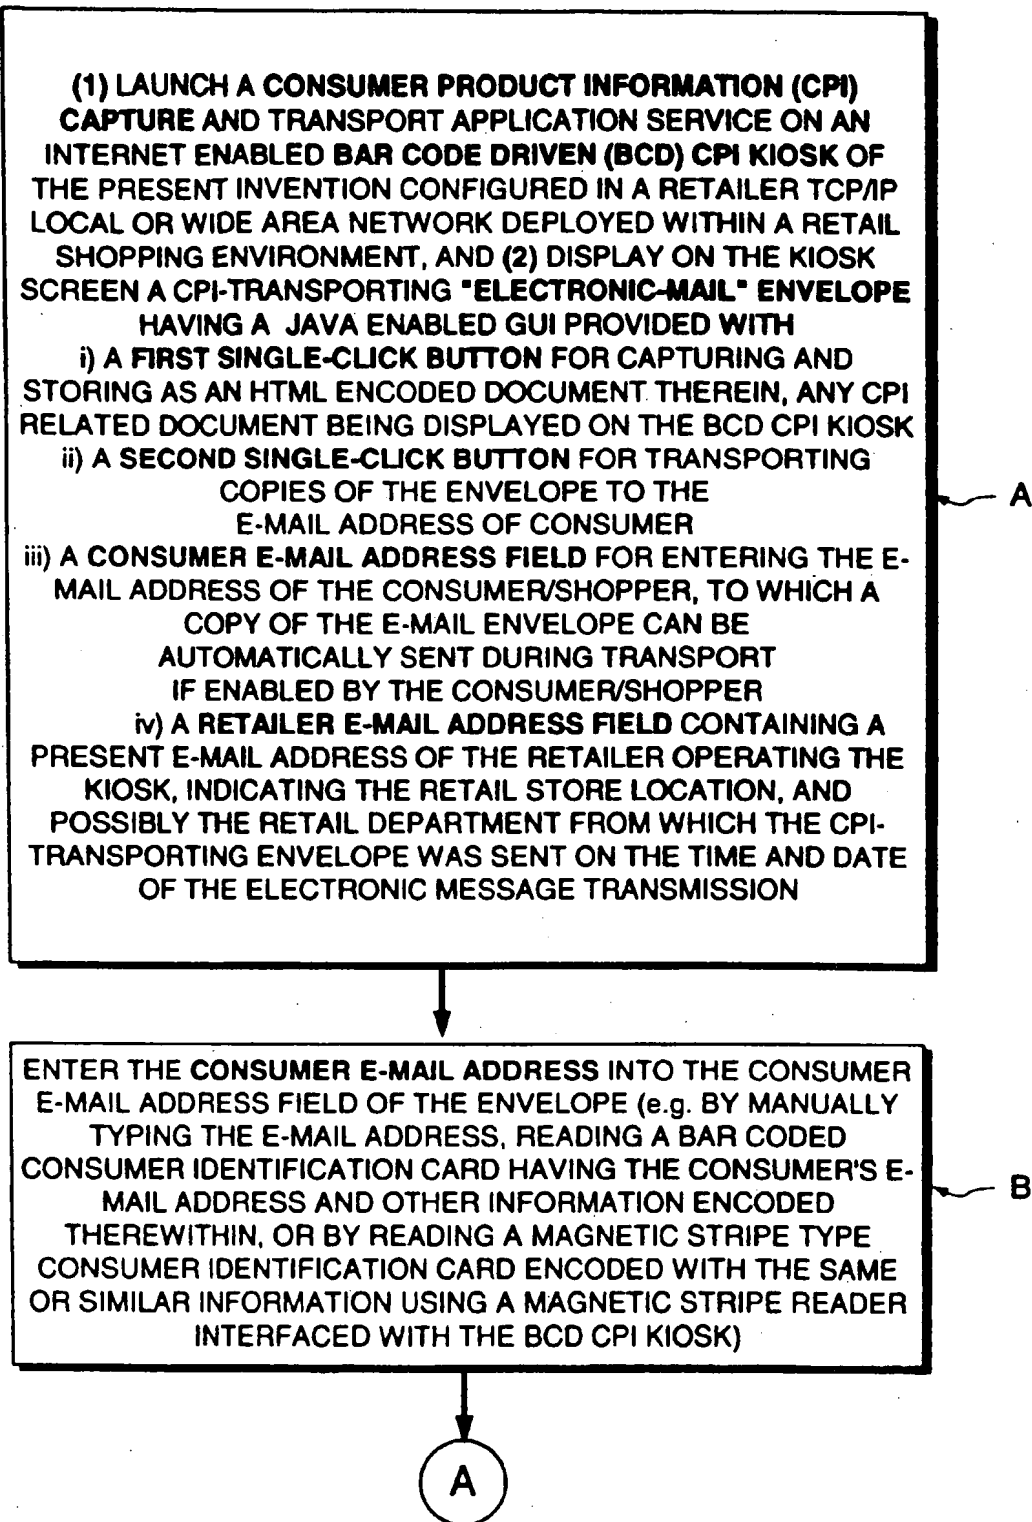 (1) LAUNCH A CONSUMER PRODUCT INFORMATION (CPI)
CAPTURE AND TRANSPORT APPLICATION SERVICE ON AN
INTERNET ENABLED BAR CODE DRIVEN (BCD) CPI KIOSK OF
THE PRESENT INVENTION CONFIGURED IN A RETAILER TCP/IP
LOCAL OR WIDE AREA NETWORK DEPLOYED WITHIN A RETAIL
SHOPPING ENVIRONMENT, AND (2) DISPLAY ON THE KIOSK
SCREEN A CPI-TRANSPORTING "ELECTRONIC-MAIL" ENVELOPE
HAVING A JAVA ENABLED GUI PROVIDED WITH
i) A FIRST SINGLE-CLICK BUTTON FOR CAPTURING AND
STORING AS AN HTML ENCODED DOCUMENT THEREIN, ANY CPI
RELATED DOCUMENT BEING DISPLAYED ON THE BCD CPI KIOSK
ii) A SECOND SINGLE-CLICK BUTTON FOR TRANSPORTING
COPIES OF THE ENVELOPE TO THE
E-MAIL ADDRESS OF CONSUMER
iii) A CONSUMER E-MAIL ADDRESS FIELD FOR ENTERING THE E-
MAIL ADDRESS OF THE CONSUMER/SHOPPER, TO WHICH A
COPY OF THE E-MAIL ENVELOPE CAN BE
AUTOMATICALLY SENT DURING TRANSPORT
IF ENABLED BY THE CONSUMER/SHOPPER
iv) A RETAILER E-MAIL ADDRESS FIELD CONTAINING A
PRESENT E-MAIL ADDRESS OF THE RETAILER OPERATING THE
KIOSK, INDICATING THE RETAIL STORE LOCATION, AND
POSSIBLY THE RETAIL DEPARTMENT FROM WHICH THE CPI-
TRANSPORTING ENVELOPE WAS SENT ON THE TIME AND DATE
OF THE ELECTRONIC MESSAGE TRANSMISSION
A
ENTER THE CONSUMER E-MAIL ADDRESS INTO THE CONSUMER
E-MAIL ADDRESS FIELD OF THE ENVELOPE (e.g. BY MANUALLY
TYPING THE E-MAIL ADDRESS, READING A BAR CODED
CONSUMER IDENTIFICATION CARD HAVING THE CONSUMER'S E-
MAIL ADDRESS AND OTHER INFORMATION ENCODED
THEREWITHIN, OR BY READING A MAGNETIC STRIPE TYPE
CONSUMER IDENTIFICATION CARD ENCODED WITH THE SAME
OR SIMILAR INFORMATION USING A MAGNETIC STRIPE READER
INTERFACED WITH THE BCD CPI KIOSK)
B
A